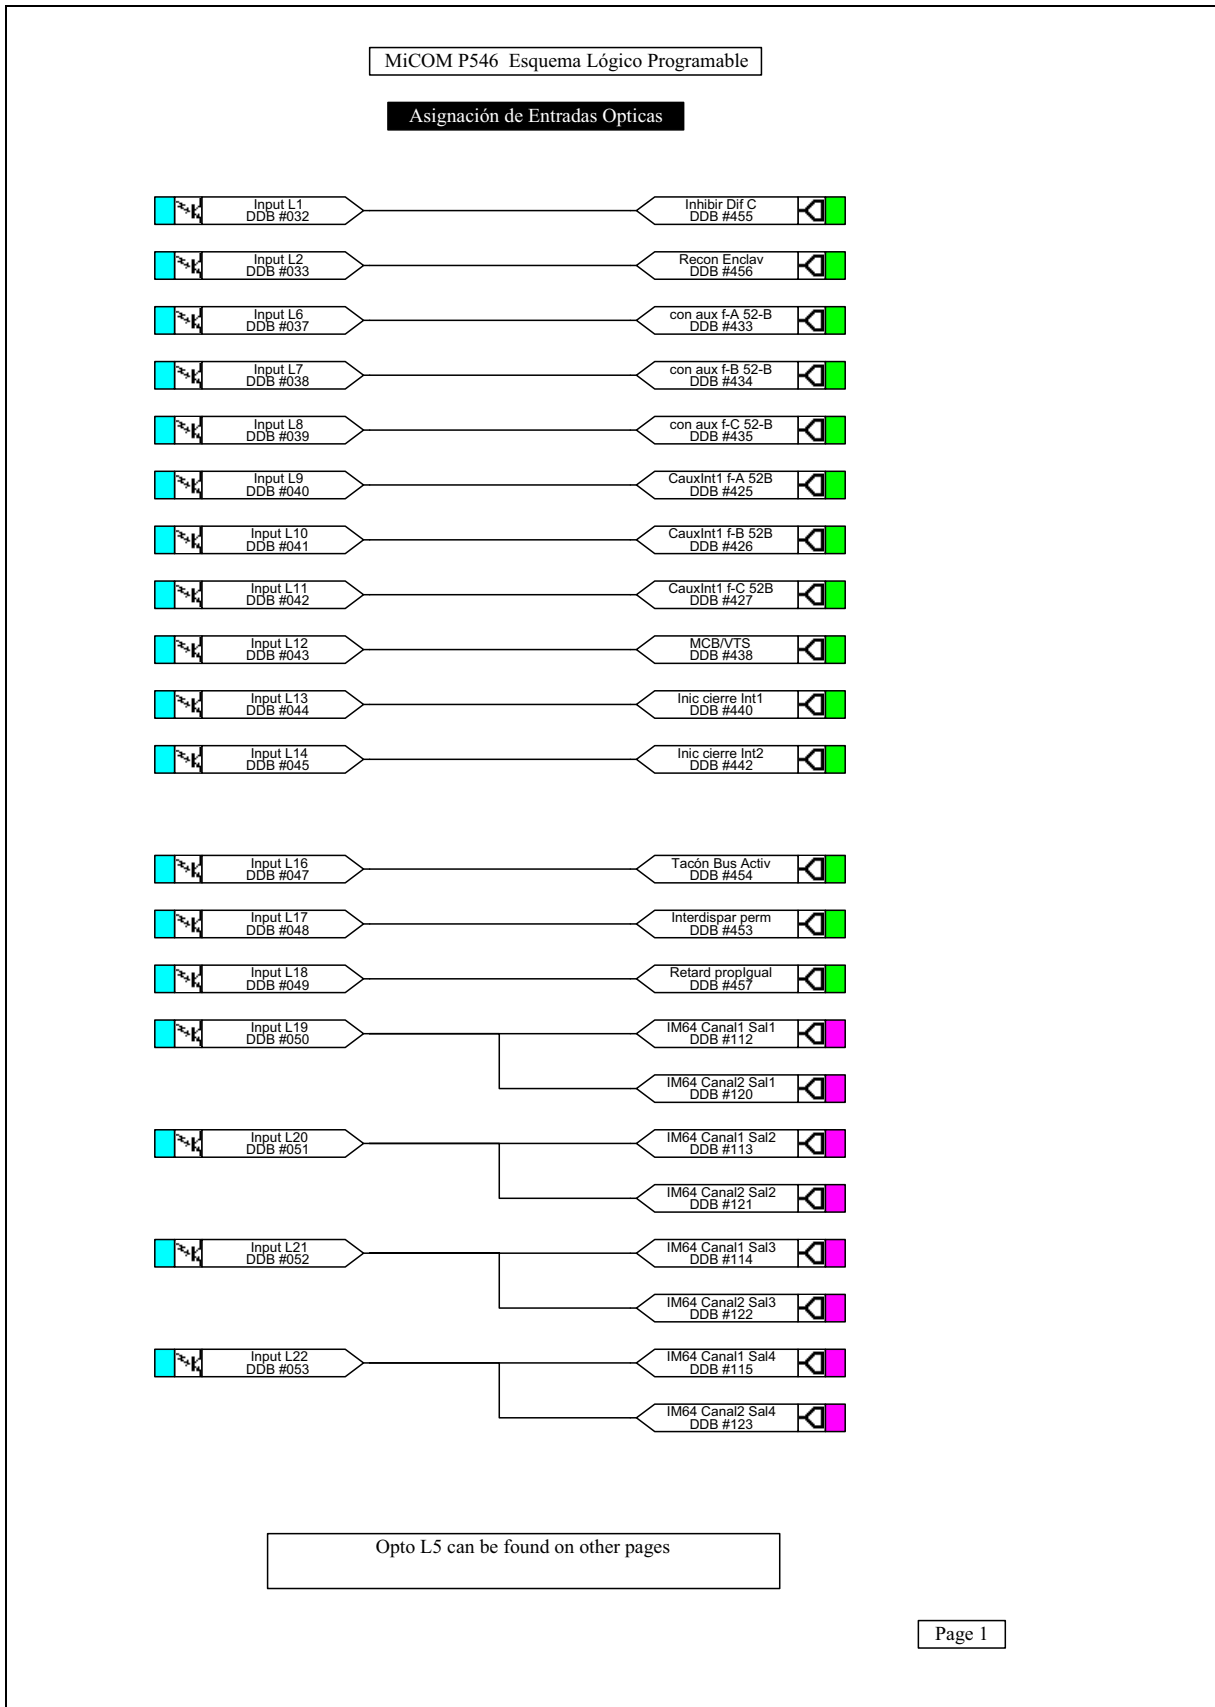 MiCOM P546 Esquema Lógico Programable
Asignación de Entradas Opticas
Input L1
DDB #032
Inhibir Dif C
DDB #455
Input L2
DDB #033
Recon Enclav
DDB #456
Input L6
DDB #037
con aux f-A 52-B
DDB #433
Input L7
DDB #038
con aux f-B 52-B
DDB #434
Input L8
DDB #039
con aux f-C 52-B
DDB #435
Input L9
DDB #040
CauxInt1 f-A 52B
DDB #425
Input L10
DDB #041
CauxInt1 f-B 52B
DDB #426
Input L11
DDB #042
CauxInt1 f-C 52B
DDB #427
Input L12
DDB #043
MCB/VTS
DDB #438
Input L13
DDB #044
Inic cierre Int1
DDB #440
Input L14
DDB #045
Inic cierre Int2
DDB #442
Input L16
DDB #047
Tacón Bus Activ
DDB #454
Input L17
DDB #048
Interdispar perm
DDB #453
Input L18
DDB #049
Retard propIgual
DDB #457
Input L19
DDB #050
IM64 Canal1 Sal1
DDB #112
IM64 Canal2 Sal1
DDB #120
Input L20
DDB #051
IM64 Canal1 Sal2
DDB #113
IM64 Canal2 Sal2
DDB #121
Input L21
DDB #052
IM64 Canal1 Sal3
DDB #114
IM64 Canal2 Sal3
DDB #122
Input L22
DDB #053
IM64 Canal1 Sal4
DDB #115
IM64 Canal2 Sal4
DDB #123
Opto L5 can be found on other pages
Page 1